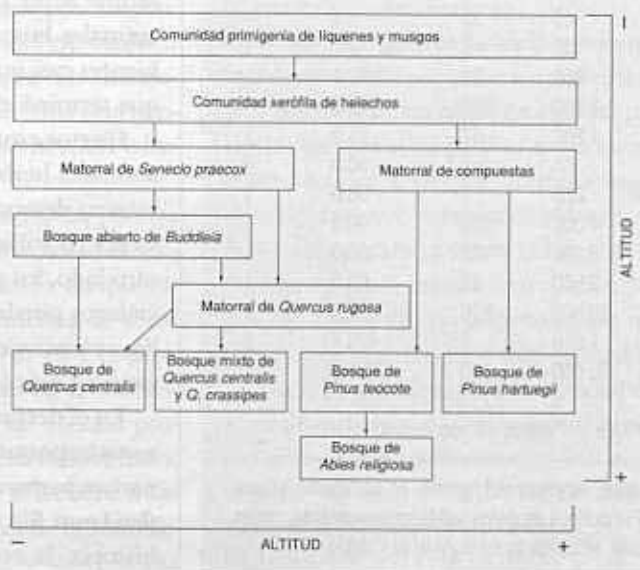 Comunidad primigenia de líquenes y musgos
Comunidad xerófila de helechos
Matorral de Senecio praecox
Matorral de compuestas
Bosque abierto de Buddleia
Matorral de Quercus rugosa
Bosque de
Quercus centralis
Bosque mixto de
Quercus centralis
y Q. crassipes
Bosque de
Pinus teocote
Bosque de
Pinus hartuegii
Bosque de
Abies religiosa
ALTITUD
+
− ALTITUD +